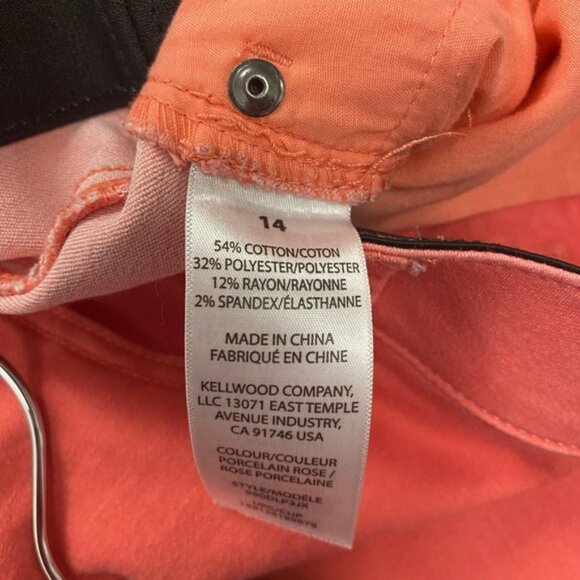 14
54% COTTON/COTON
32% POLYESTER/POLYESTER
12% RAYON/RAYONNE
2% SPANDEX/ÉLASTHANNE
MADE IN CHINA
FABRIQUÉ EN CHINE
KELLWOOD COMPANY,
LLC 13071 EAST TEMPLE
AVENUE INDUSTRY,
CA 91746 USA
COLOUR/COULEUR
PORCELAIN ROSE /
ROSE PORCELAINE
STYLE/MODÈLE
UPC/CUP